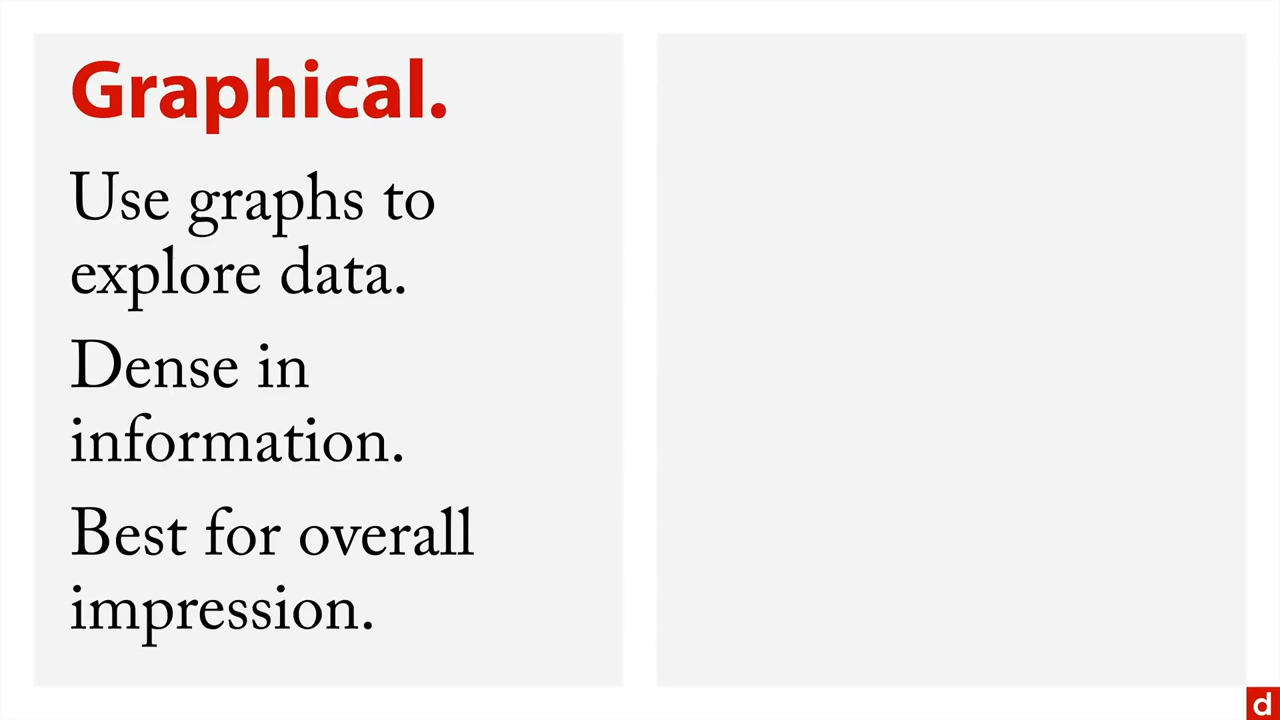 Graphical.
Use graphs to
explore data.
Dense in
information.
Best for overall
impression.
d